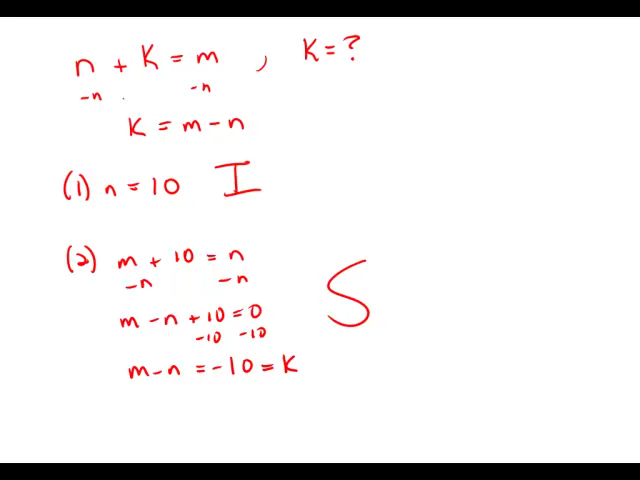 n + K = m , K = ?
-n -n
K = m - n
(1) n = 10 I
(2) m + 10 = n
-n -n
m - n + 10 = 0
-10 -10
S
m - n = -10 = K